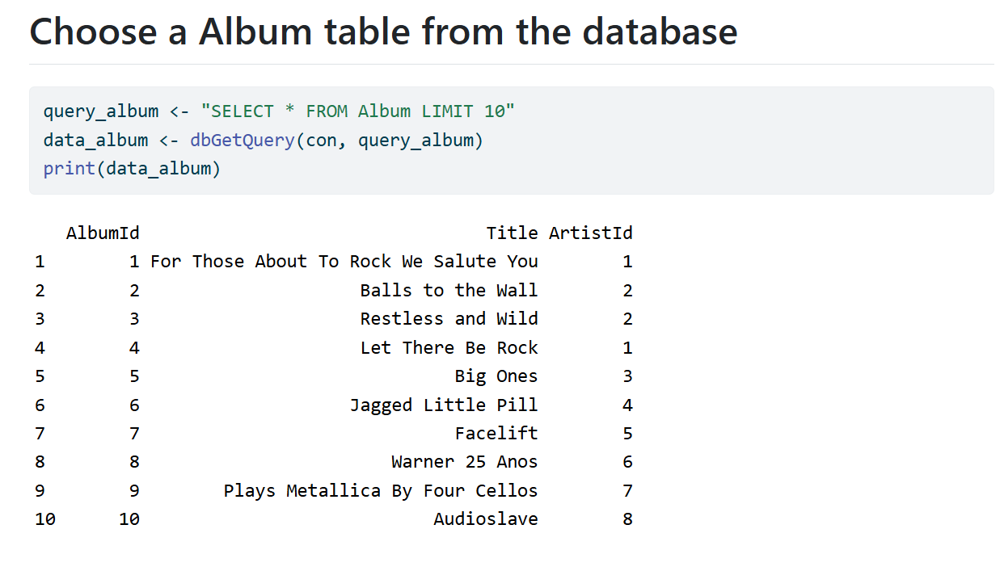 Choose a Album table from the database
query_album <- "SELECT * FROM Album LIMIT 10"
data_album <- dbGetQuery(con, query_album)
print(data_album)
AlbumId Title ArtistId
1 1 For Those About To Rock We Salute You 1
2 2 Balls to the Wall 2
3 3 Restless and Wild 2
4 4 Let There Be Rock 1
5 5 Big Ones 3
6 6 Jagged Little Pill 4
7 7 Facelift 5
8 8 Warner 25 Anos 6
9 9 Plays Metallica By Four Cellos 7
10 10 Audioslave 8